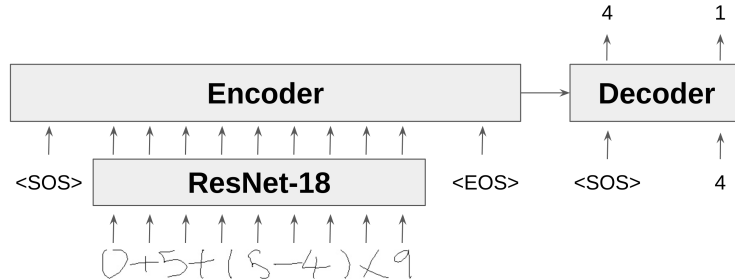 4 1
Encoder Decoder
<SOS> ResNet-18 <EOS> <SOS> 4
0+5+(5-4)×9